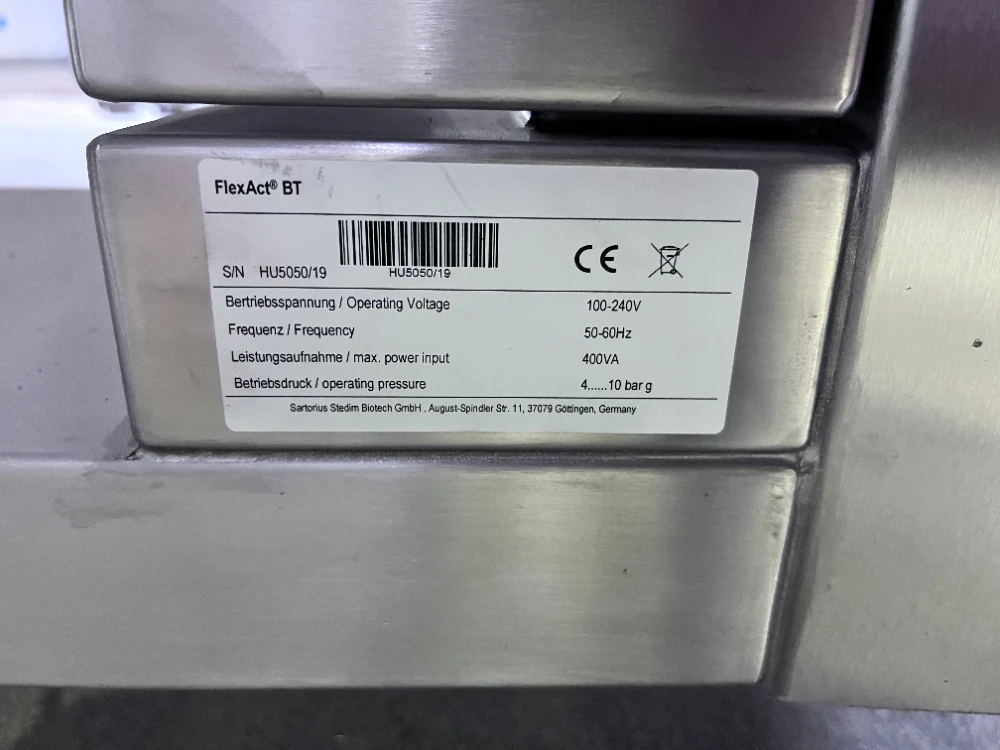 FlexAct® BT
HU5050/19
S/N HU5050/19
CE
Bertriebsspannung / Operating Voltage 100-240V
Frequenz / Frequency 50-60Hz
Leistungsaufnahme / max. power input 400VA
Betriebsdruck / operating pressure 4......10 bar g
Sartorius Stedim Biotech GmbH . August-Spindler Str. 11, 37079 Göttingen, Germany